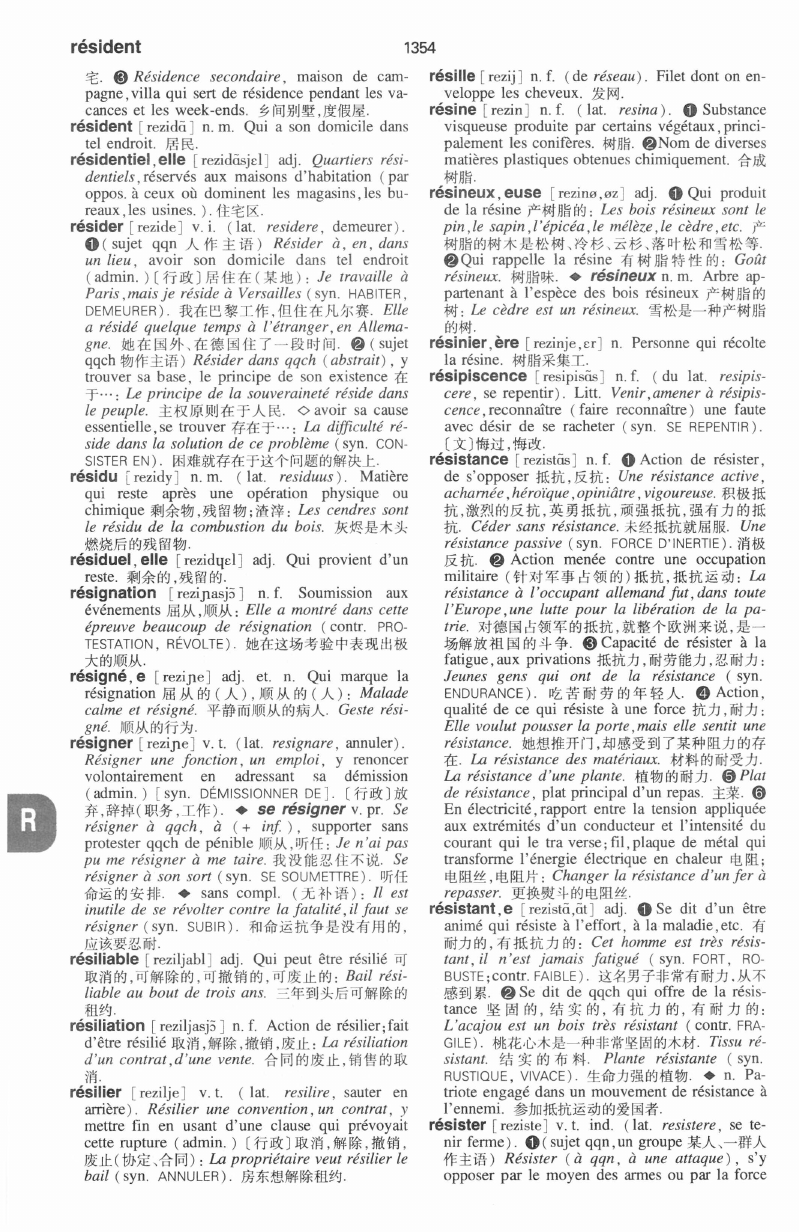 résident
1354
宅. ❸ Résidence secondaire, maison de cam-
pagne,villa qui sert de résidence pendant les va-
cances et les week-ends. 乡间别墅,度假屋.
résident [rezidɑ̃] n.m. Qui a son domicile dans
tel endroit. 居民.
résidentiel,elle [rezidɑ̃sjɛl] adj. Quartiers rési-
dentiels,réservés aux maisons d'habitation (par
oppos. à ceux où dominent les magasins,les bu-
reaux,les usines.).住宅区.
résider [rezide] v.i. (lat. residere, demeurer).
❶(sujet qqn 人作主语) Résider à, en, dans
un lieu, avoir son domicile dans tel endroit
(admin.)[行政]居住在(某地): Je travaille à
Paris,mais je réside à Versailles (syn. HABITER,
DEMEURER). 我在巴黎工作,但住在凡尔赛. Elle
a résidé quelque temps à l'étranger,en Allema-
gne. 她在国外、在德国住了一段时间. ❷ (sujet
qqch 物作主语) Résider dans qqch (abstrait), y
trouver sa base, le principe de son existence 在
于…: Le principe de la souveraineté réside dans
le peuple. 主权原则在于人民. ◇ avoir sa cause
essentielle,se trouver 存在于…: La difficulté ré-
side dans la solution de ce problème (syn. CON-
SISTER EN). 困难就存在于这个问题的解决上.
résidu [rezidy] n.m. (lat. residuus). Matière
qui reste après une opération physique ou
chimique 剩余物,残留物;渣滓: Les cendres sont
le résidu de la combustion du bois. 灰烬是木头
燃烧后的残留物.
résiduel,elle [rezidɥɛl] adj. Qui provient d'un
reste. 剩余的,残留的.
résignation [reziɲasjɔ̃] n.f. Soumission aux
événements 屈从,顺从: Elle a montré dans cette
épreuve beaucoup de résignation (contr. PRO-
TESTATION, RÉVOLTE). 她在这场考验中表现出极
大的顺从.
résigné,e [reziɲe] adj. et. n. Qui marque la
résignation 屈从的(人),顺从的(人): Malade
calme et résigné. 平静而顺从的病人. Geste rési-
gné. 顺从的行为.
résigner [reziɲe] v.t. (lat. resignare, annuler).
Résigner une fonction, un emploi, y renoncer
volontairement en adressant sa démission
(admin.) [syn. DÉMISSIONNER DE]. [行政]放
弃,辞掉(职务,工作). ◆ se résigner v.pr. Se
résigner à qqch, à (+ inf.), supporter sans
protester qqch de pénible 顺从,听任: Je n'ai pas
pu me résigner à me taire. 我没能忍住不说. Se
résigner à son sort (syn. SE SOUMETTRE). 听任
命运的安排. ◆ sans compl. (无补语): Il est
inutile de se révolter contre la fatalité,il faut se
résigner (syn. SUBIR). 和命运抗争是没有用的,
应该要忍耐.
résiliable [reziljabl] adj. Qui peut être résilié 可
取消的,可解除的,可撤销的,可废止的: Bail rési-
liable au bout de trois ans. 三年到头后可解除的
租约.
résiliation [reziljasjɔ̃] n.f. Action de résilier;fait
d'être résilié 取消,解除,撤销,废止: La résiliation
d'un contrat,d'une vente. 合同的废止,销售的取
消.
résilier [rezilje] v.t. (lat. resilire, sauter en
arrière). Résilier une convention,un contrat, y
mettre fin en usant d'une clause qui prévoyait
cette rupture (admin.) [行政]取消,解除,撤销,
废止(协定、合同): La propriétaire veut résilier le
bail (syn. ANNULER). 房东想解除租约.
R
résille [rezij] n.f. (de réseau). Filet dont on en-
veloppe les cheveux. 发网.
résine [rezin] n.f. (lat. resina). ❶ Substance
visqueuse produite par certains végétaux,princi-
palement les conifères. 树脂. ❷Nom de diverses
matières plastiques obtenues chimiquement. 合成
树脂.
résineux,euse [rezinø,øz] adj. ❶ Qui produit
de la résine 产树脂的: Les bois résineux sont le
pin,le sapin,l'épicéa,le mélèze,le cèdre,etc. 产
树脂的树木是松树、冷杉、云杉、落叶松和雪松等.
❷Qui rappelle la résine 有树脂特性的: Goût
résineux. 树脂味. ◆ résineux n.m. Arbre ap-
partenant à l'espèce des bois résineux 产树脂的
树: Le cèdre est un résineux. 雪松是一种产树脂
的树.
résinier,ère [rezinje,ɛr] n. Personne qui récolte
la résine. 树脂采集工.
résipiscence [resipisɑ̃s] n.f. (du lat. resipis-
cere, se repentir). Litt. Venir,amener à résipis-
cence,reconnaître (faire reconnaître) une faute
avec désir de se racheter (syn. SE REPENTIR).
[文]悔过,悔改.
résistance [rezistɑ̃s] n.f. ❶ Action de résister,
de s'opposer 抵抗,反抗: Une résistance active,
acharnée,héroïque,opiniâtre,vigoureuse. 积极抵
抗,激烈的反抗,英勇抵抗,顽强抵抗,强有力的抵
抗. Céder sans résistance. 未经抵抗就屈服. Une
résistance passive (syn. FORCE D'INERTIE). 消极
反抗. ❷ Action menée contre une occupation
militaire (针对军事占领的)抵抗,抵抗运动: La
résistance à l'occupant allemand fut,dans toute
l'Europe,une lutte pour la libération de la pa-
trie. 对德国占领军的抵抗,就整个欧洲来说,是一
场解放祖国的斗争. ❸Capacité de résister à la
fatigue,aux privations 抵抗力,耐劳能力,忍耐力:
Jeunes gens qui ont de la résistance (syn.
ENDURANCE). 吃苦耐劳的年轻人. ❹ Action,
qualité de ce qui résiste à une force 抗力,耐力:
Elle voulut pousser la porte,mais elle sentit une
résistance. 她想推开门,却感受到了某种阻力的存
在. La résistance des matériaux. 材料的耐受力.
La résistance d'une plante. 植物的耐力. ❺ Plat
de résistance, plat principal d'un repas. 主菜. ❻
En électricité,rapport entre la tension appliquée
aux extrémités d'un conducteur et l'intensité du
courant qui le tra verse;fil,plaque de métal qui
transforme l'énergie électrique en chaleur 电阻;
电阻丝,电阻片: Changer la résistance d'un fer à
repasser. 更换熨斗的电阻丝.
résistant,e [rezistɑ̃,ɑ̃t] adj. ❶ Se dit d'un être
animé qui résiste à l'effort, à la maladie,etc. 有
耐力的,有抵抗力的: Cet homme est très résis-
tant, il n'est jamais fatigué (syn. FORT, RO-
BUSTE;contr. FAIBLE). 这名男子非常有耐力,从不
感到累. ❷ Se dit de qqch qui offre de la résis-
tance 坚固的,结实的,有抗力的,有耐力的:
L'acajou est un bois très résistant (contr. FRA-
GILE). 桃花心木是一种非常坚固的木材. Tissu ré-
sistant. 结实的布料. Plante résistante (syn.
RUSTIQUE, VIVACE). 生命力强的植物. ◆ n. Pa-
triote engagé dans un mouvement de résistance à
l'ennemi. 参加抵抗运动的爱国者.
résister [reziste] v.t. ind. (lat. resistere, se te-
nir ferme). ❶(sujet qqn,un groupe 某人、一群人
作主语) Résister (à qqn, à une attaque), s'y
opposer par le moyen des armes ou par la force